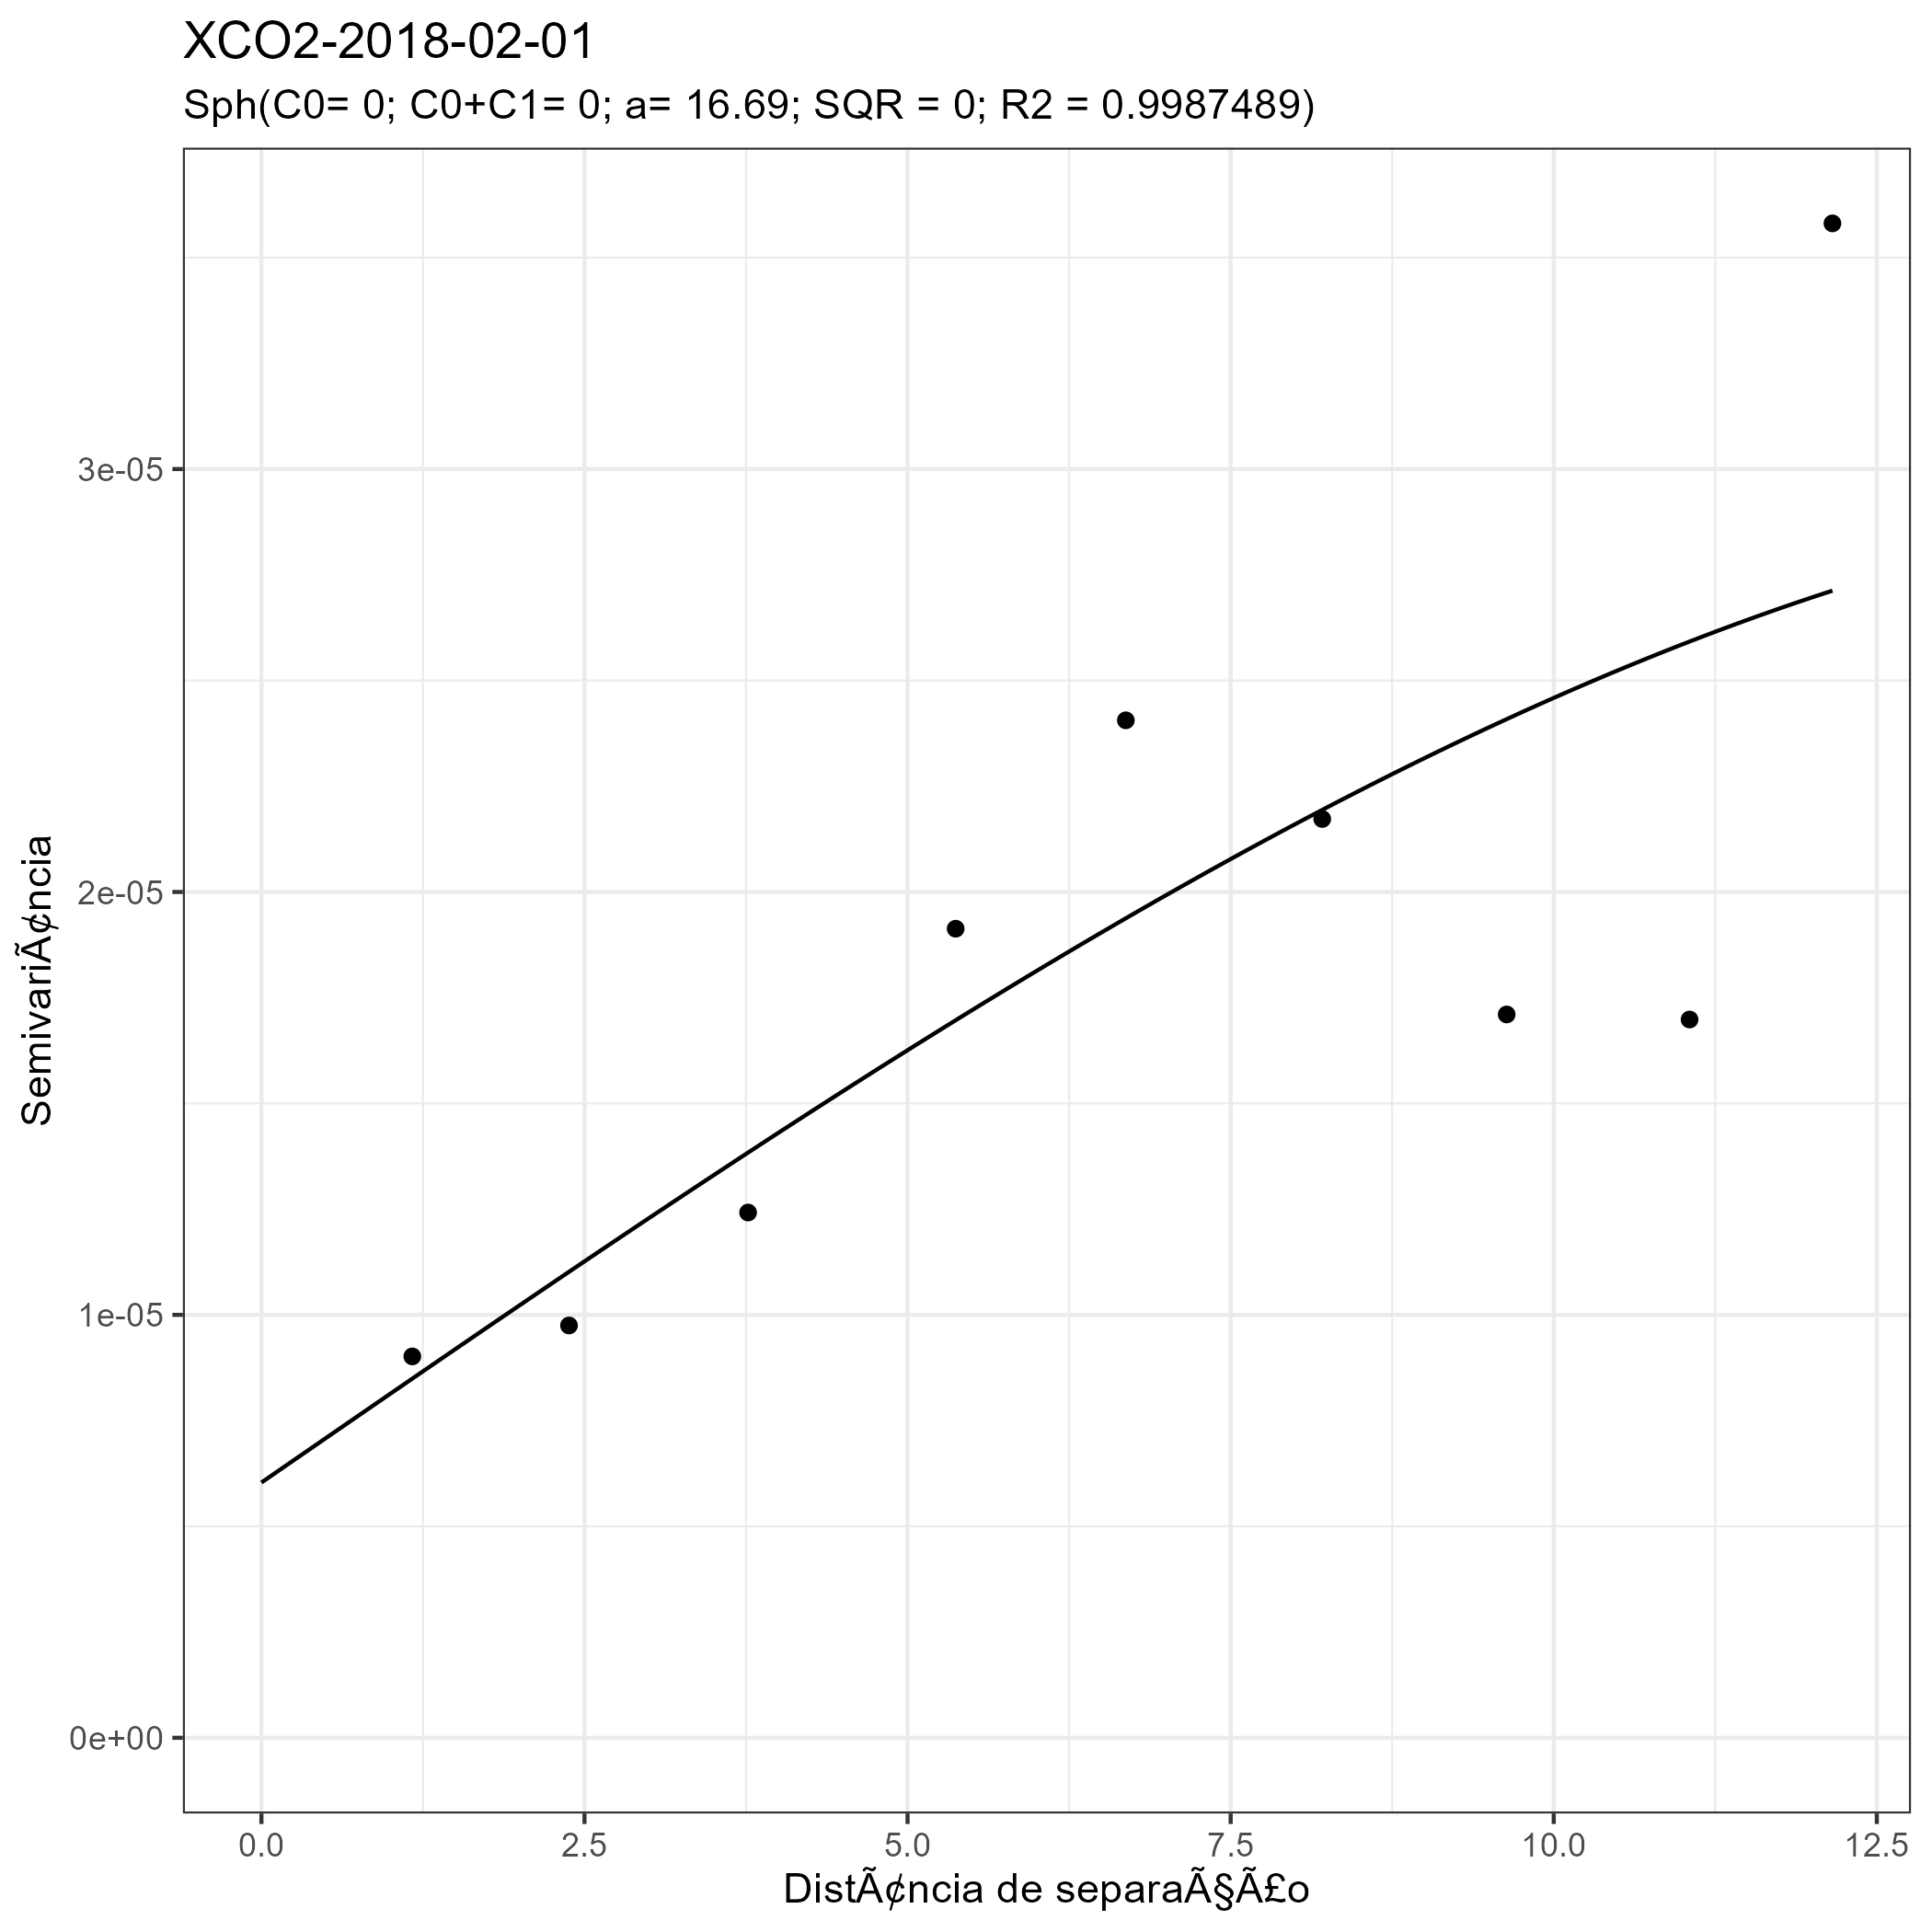 XCO2-2018-02-01
Sph(C0= 0; C0+C1= 0; a= 16.69; SQR = 0; R2 = 0.9987489)
SemivariÃ¢ncia
3e-05
2e-05
1e-05
0e+00
0.0 2.5 5.0 7.5 10.0 12.5
DistÃ¢ncia de separaÃ§Ã£o